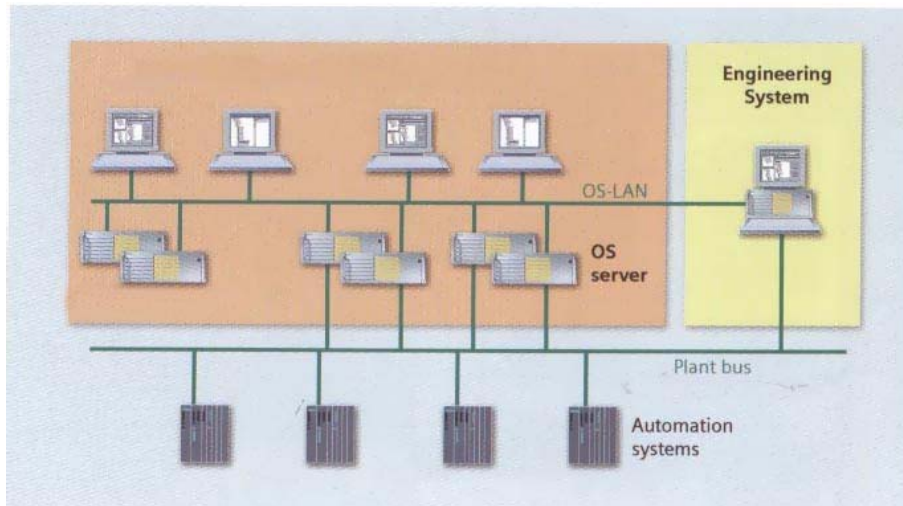 Engineering
System
OS-LAN
OS
server
Plant bus
Automation
systems